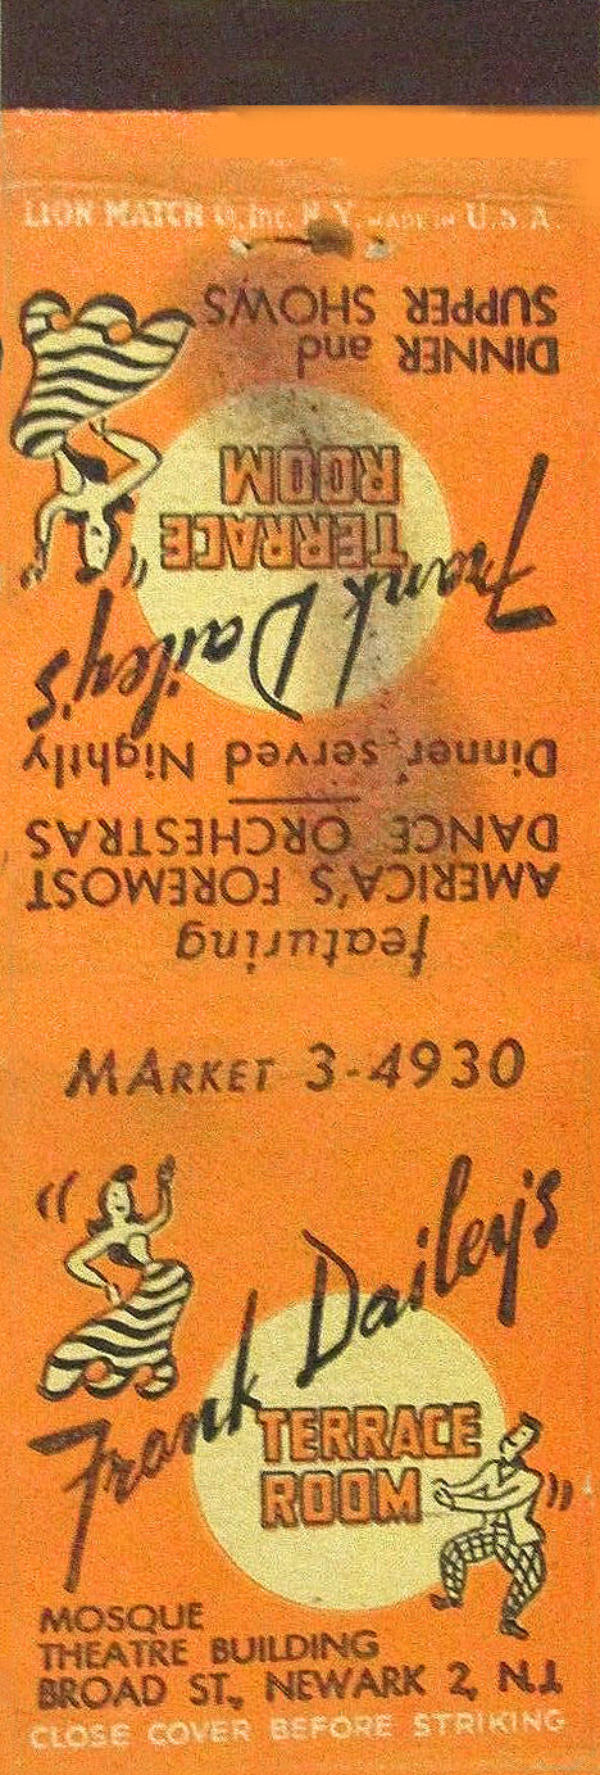 LION MATCH Co., Inc. N.Y. MADE IN U.S.A.
DINNER and
SUPPER SHOWS
Frank Dailey's
TERRACE
ROOM
Dinner served Nightly
featuring
AMERICA'S FOREMOST
DANCE ORCHESTRAS
MARKET 3-4930
Frank Dailey's
TERRACE
ROOM
MOSQUE
THEATRE BUILDING
BROAD ST., NEWARK 2, N.J.
CLOSE COVER BEFORE STRIKING